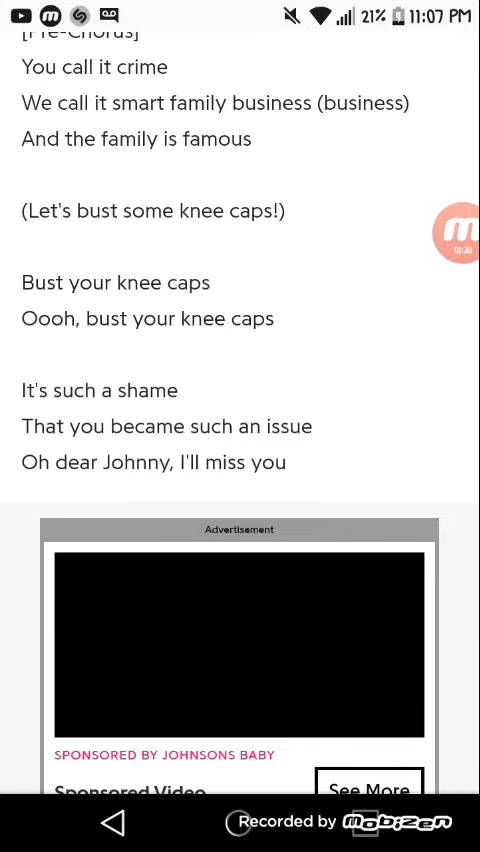 21% 11:07 PM
[Pre-Chorus]
You call it crime
We call it smart family business (business)
And the family is famous
(Let's bust some knee caps!)
01:30
Bust your knee caps
Oooh, bust your knee caps
It's such a shame
That you became such an issue
Oh dear Johnny, I'll miss you
Advertisement
SPONSORED BY JOHNSONS BABY
Sponsored Video
See More
Recorded by mobizen